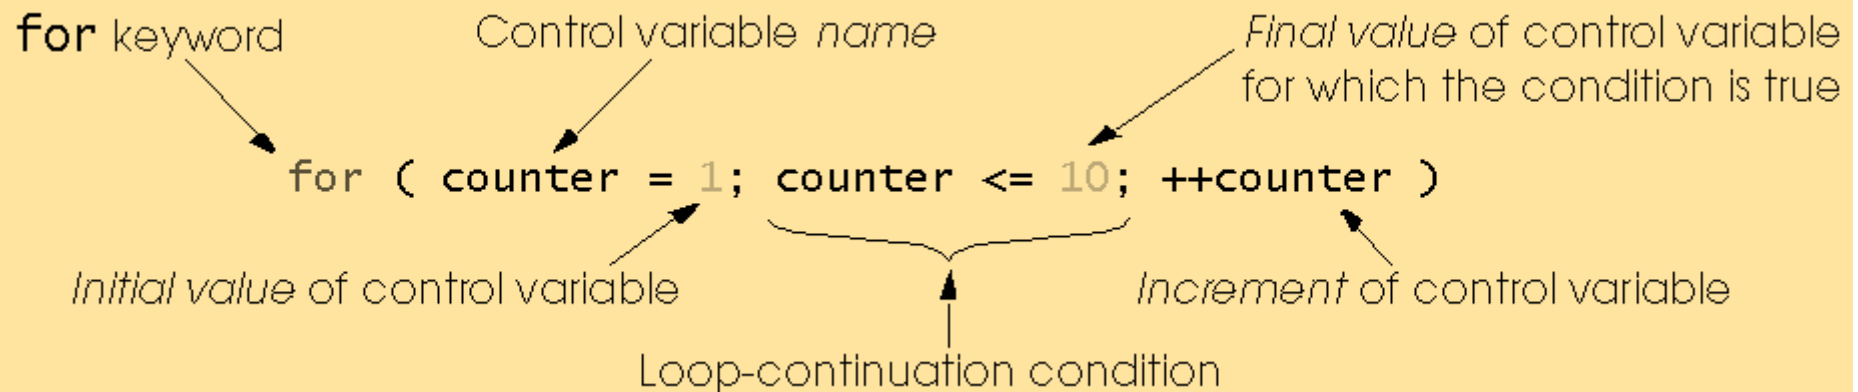 for keyword
Control variable name
Final value of control variable
for which the condition is true
for ( counter = 1; counter <= 10; ++counter )
Initial value of control variable
Increment of control variable
Loop-continuation condition